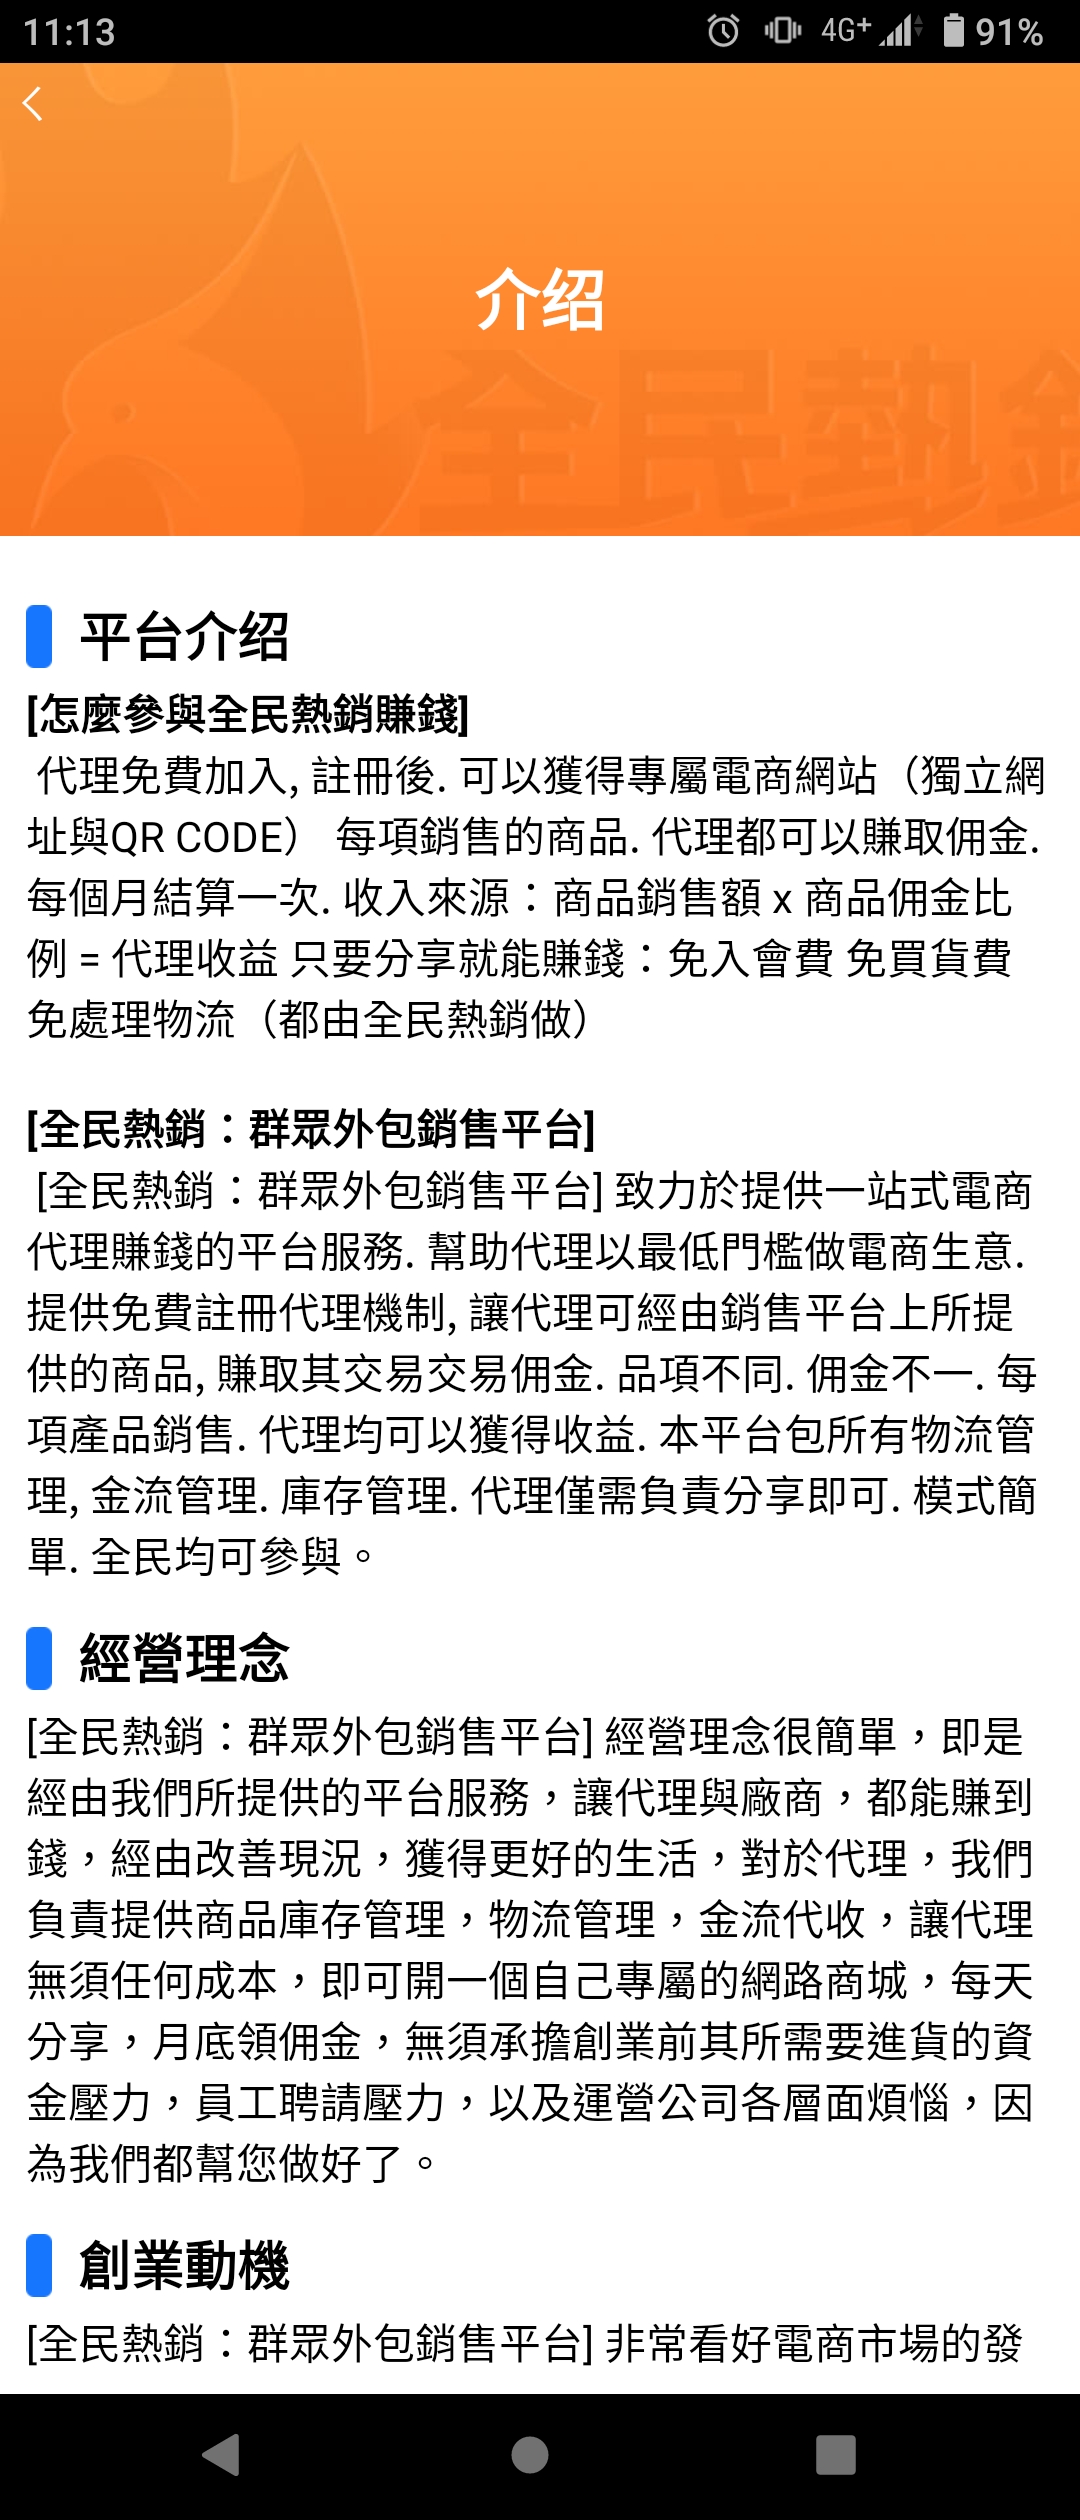 11:13
4G+
91%
介绍
全民熱
平台介绍
[怎麼參與全民熱銷賺錢]
代理免費加入, 註冊後. 可以獲得專屬電商網站（獨立網
址與QR CODE） 每項銷售的商品. 代理都可以賺取佣金.
每個月結算一次. 收入來源：商品銷售額 x 商品佣金比
例 = 代理收益 只要分享就能賺錢：免入會費 免買貨費
免處理物流（都由全民熱銷做）
[全民熱銷：群眾外包銷售平台]
[全民熱銷：群眾外包銷售平台] 致力於提供一站式電商
代理賺錢的平台服務. 幫助代理以最低門檻做電商生意.
提供免費註冊代理機制, 讓代理可經由銷售平台上所提
供的商品, 賺取其交易交易佣金. 品項不同. 佣金不一. 每
項產品銷售. 代理均可以獲得收益. 本平台包所有物流管
理, 金流管理. 庫存管理. 代理僅需負責分享即可. 模式簡
單. 全民均可參與。
經營理念
[全民熱銷：群眾外包銷售平台] 經營理念很簡單，即是
經由我們所提供的平台服務，讓代理與廠商，都能賺到
錢，經由改善現況，獲得更好的生活，對於代理，我們
負責提供商品庫存管理，物流管理，金流代收，讓代理
無須任何成本，即可開一個自己專屬的網路商城，每天
分享，月底領佣金，無須承擔創業前其所需要進貨的資
金壓力，員工聘請壓力，以及運營公司各層面煩惱，因
為我們都幫您做好了。
創業動機
[全民熱銷：群眾外包銷售平台] 非常看好電商市場的發